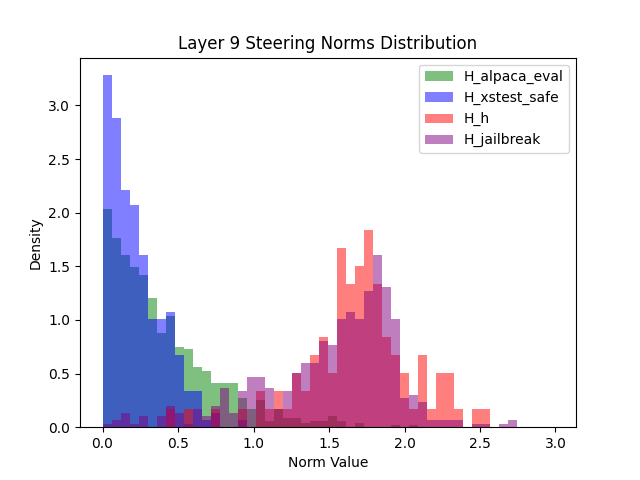 Layer 9 Steering Norms Distribution
H_alpaca_eval
H_xstest_safe
H_h
H_jailbreak
Density
3.0
2.5
2.0
1.5
1.0
0.5
0.0
0.0 0.5 1.0 1.5 2.0 2.5 3.0
Norm Value